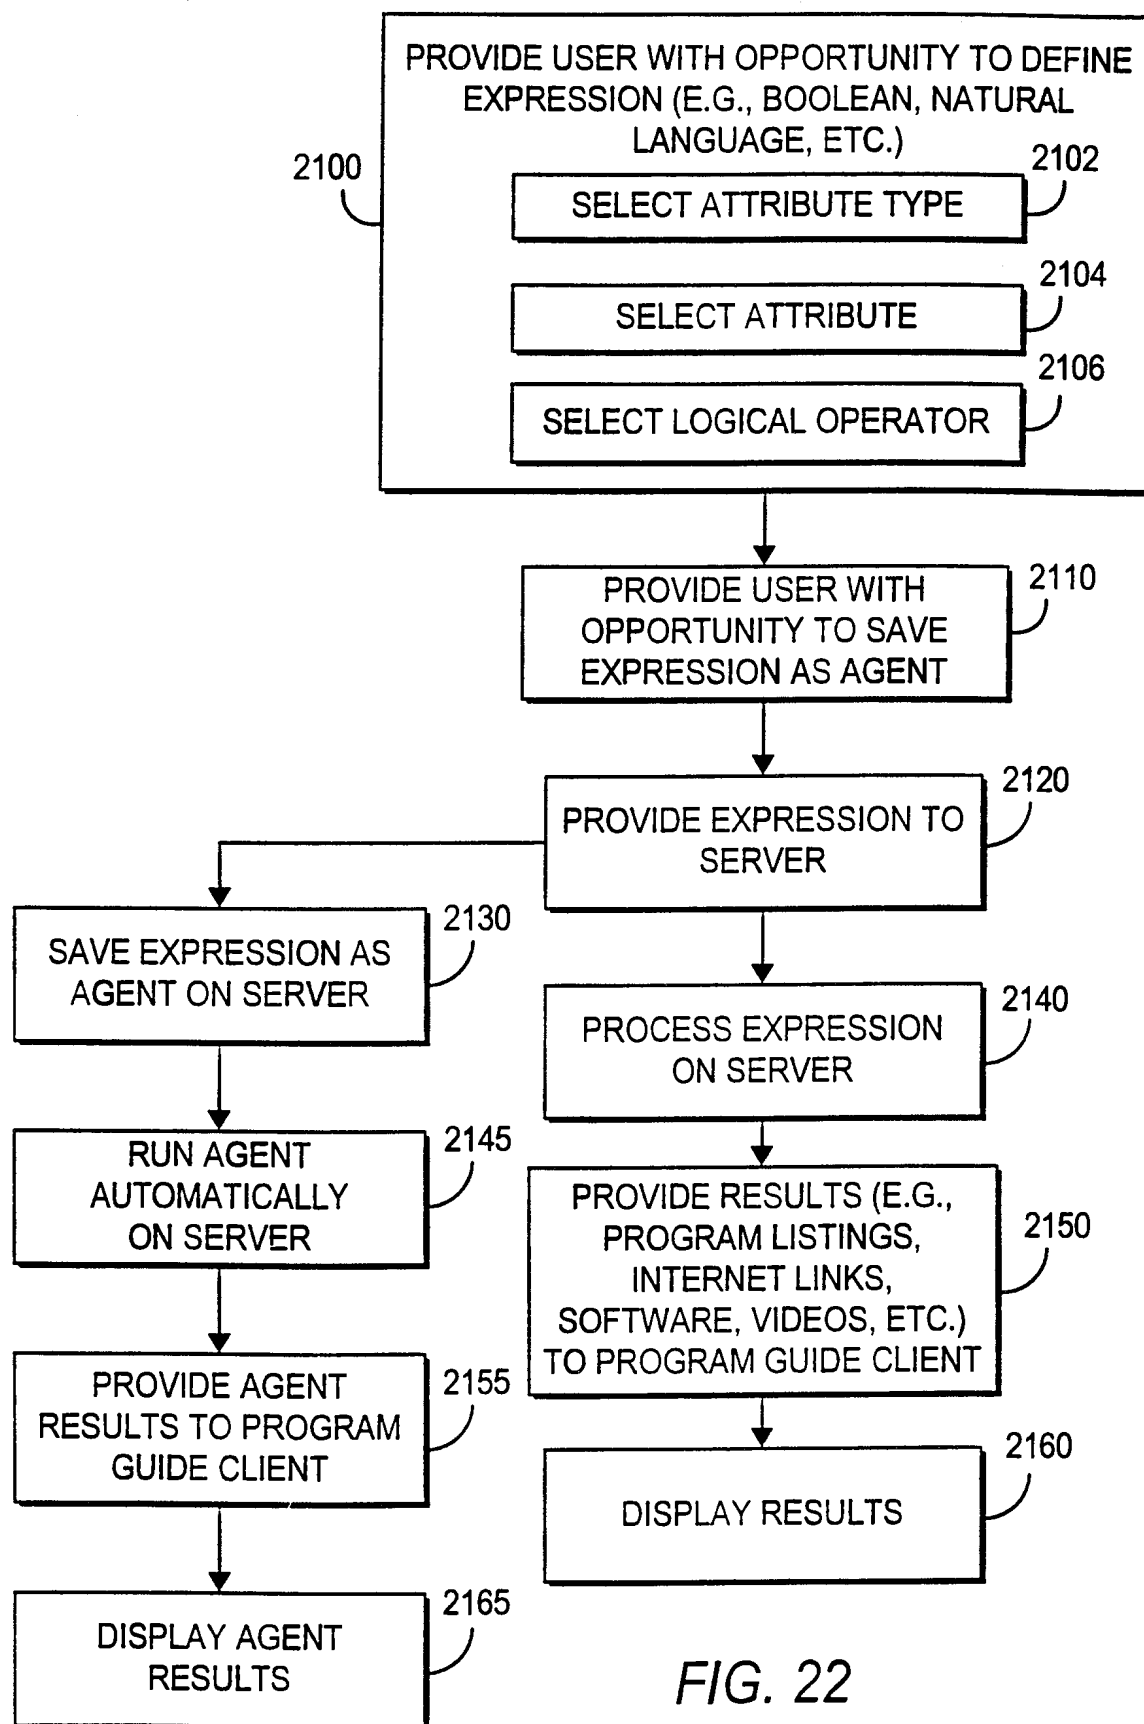 PROVIDE USER WITH OPPORTUNITY TO DEFINE
EXPRESSION (E.G., BOOLEAN, NATURAL
LANGUAGE, ETC.)
2100
2102
SELECT ATTRIBUTE TYPE
2104
SELECT ATTRIBUTE
2106
SELECT LOGICAL OPERATOR
2110
PROVIDE USER WITH
OPPORTUNITY TO SAVE
EXPRESSION AS AGENT
2120
PROVIDE EXPRESSION TO
SERVER
2130
SAVE EXPRESSION AS
AGENT ON SERVER
2140
PROCESS EXPRESSION
ON SERVER
2145
RUN AGENT
AUTOMATICALLY
ON SERVER
2150
PROVIDE RESULTS (E.G.,
PROGRAM LISTINGS,
INTERNET LINKS,
SOFTWARE, VIDEOS, ETC.)
TO PROGRAM GUIDE CLIENT
2155
PROVIDE AGENT
RESULTS TO PROGRAM
GUIDE CLIENT
2160
DISPLAY RESULTS
2165
DISPLAY AGENT
RESULTS
FIG. 22